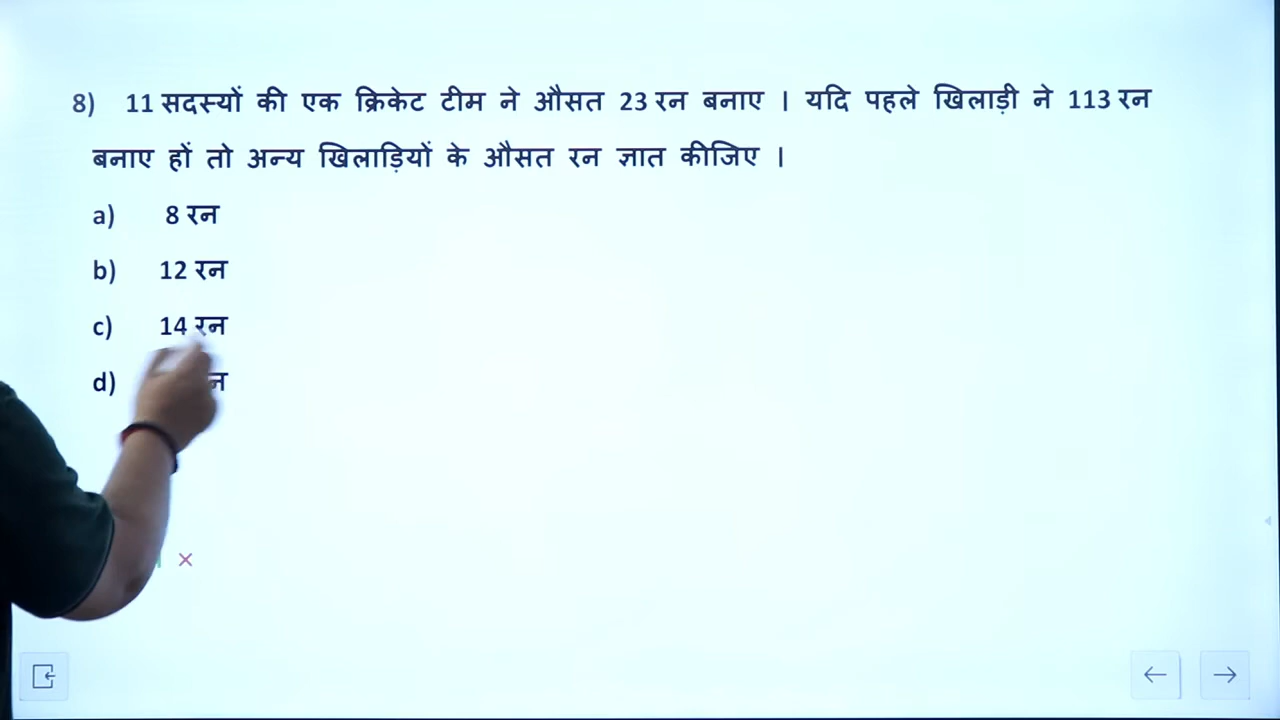 8) 11 सदस्यों की एक क्रिकेट टीम ने औसत 23 रन बनाए । यदि पहले खिलाड़ी ने 113 रन
बनाए हों तो अन्य खिलाड़ियों के औसत रन ज्ञात कीजिए ।
a) 8 रन
b) 12 रन
c) 14 रन
d)
×